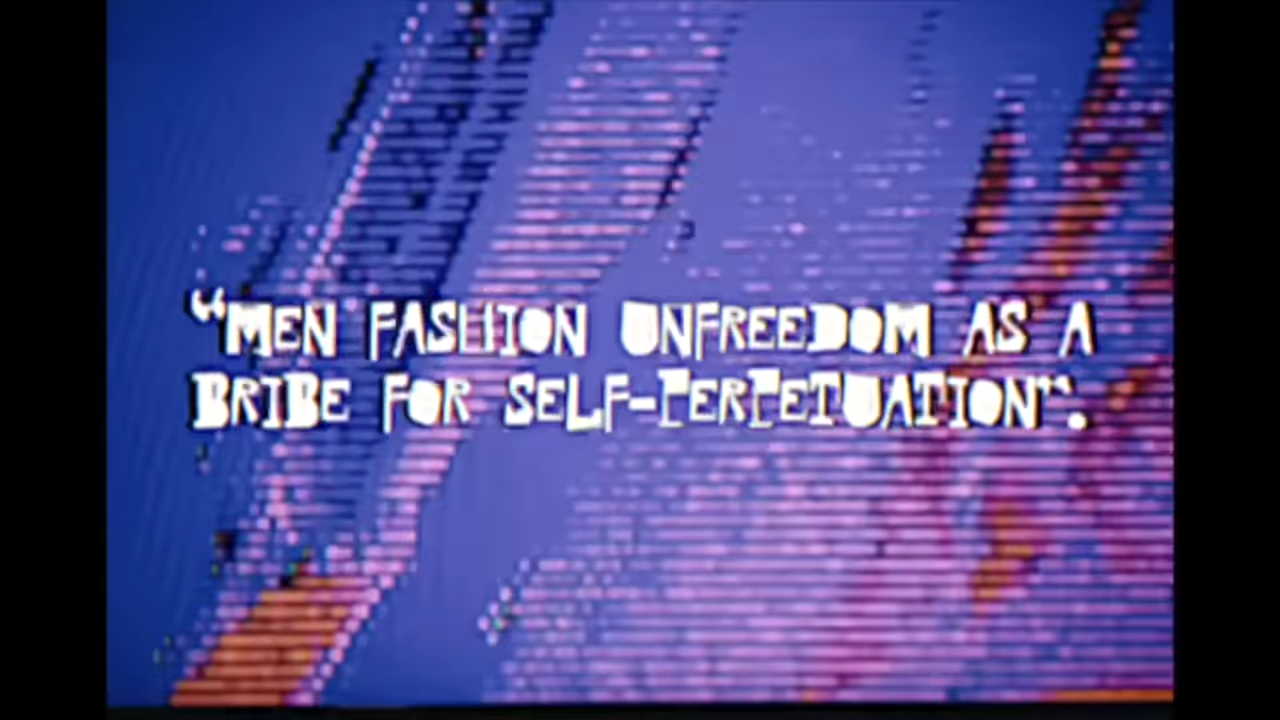 “MEN FASHION UNFREEDOM AS A
BRIBE FOR SELF-PERPETUATION”.